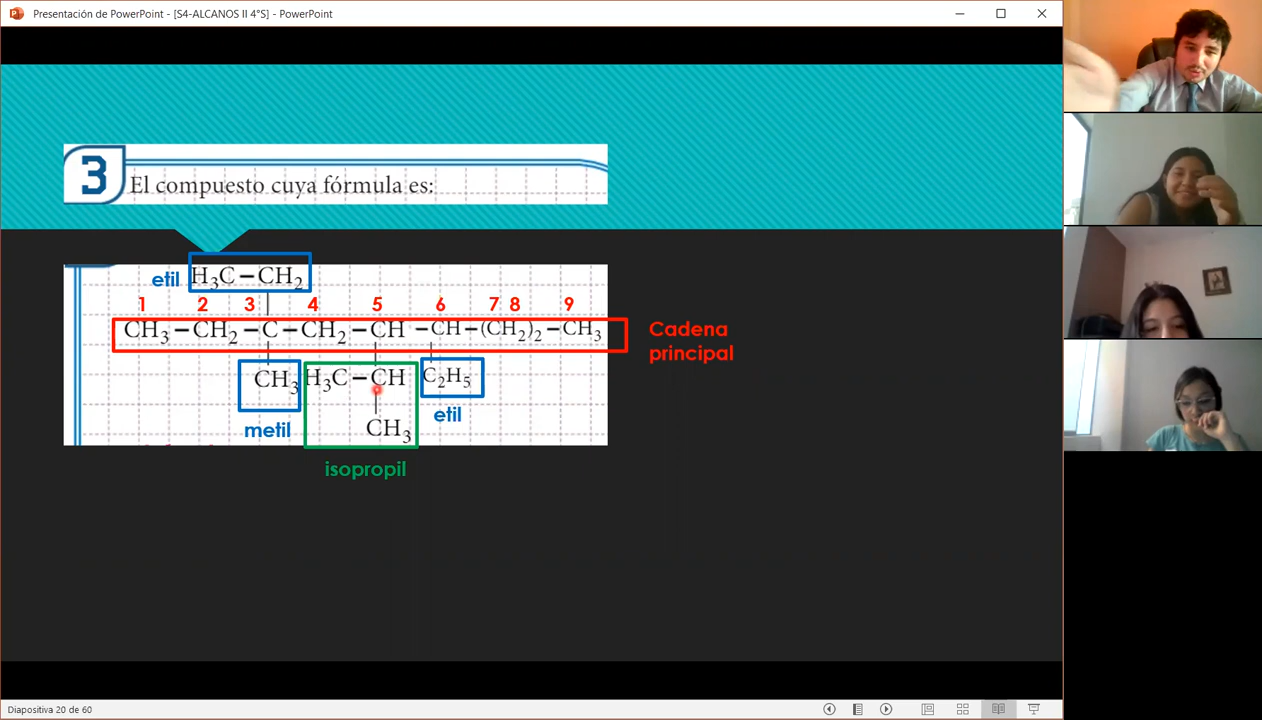 Presentación de PowerPoint - [S4-ALCANOS II 4°S] - PowerPoint
3
El compuesto cuya fórmula es:
etil
H₃C – CH₂
1 2 3 4 5 6 7 8 9
CH₃ – CH₂ – C – CH₂ – CH – CH – (CH₂)₂ – CH₃
Cadena
principal
CH₃ H₃C – CH C₂H₅
etil
metil
CH₃
isopropil
Diapositiva 20 de 60